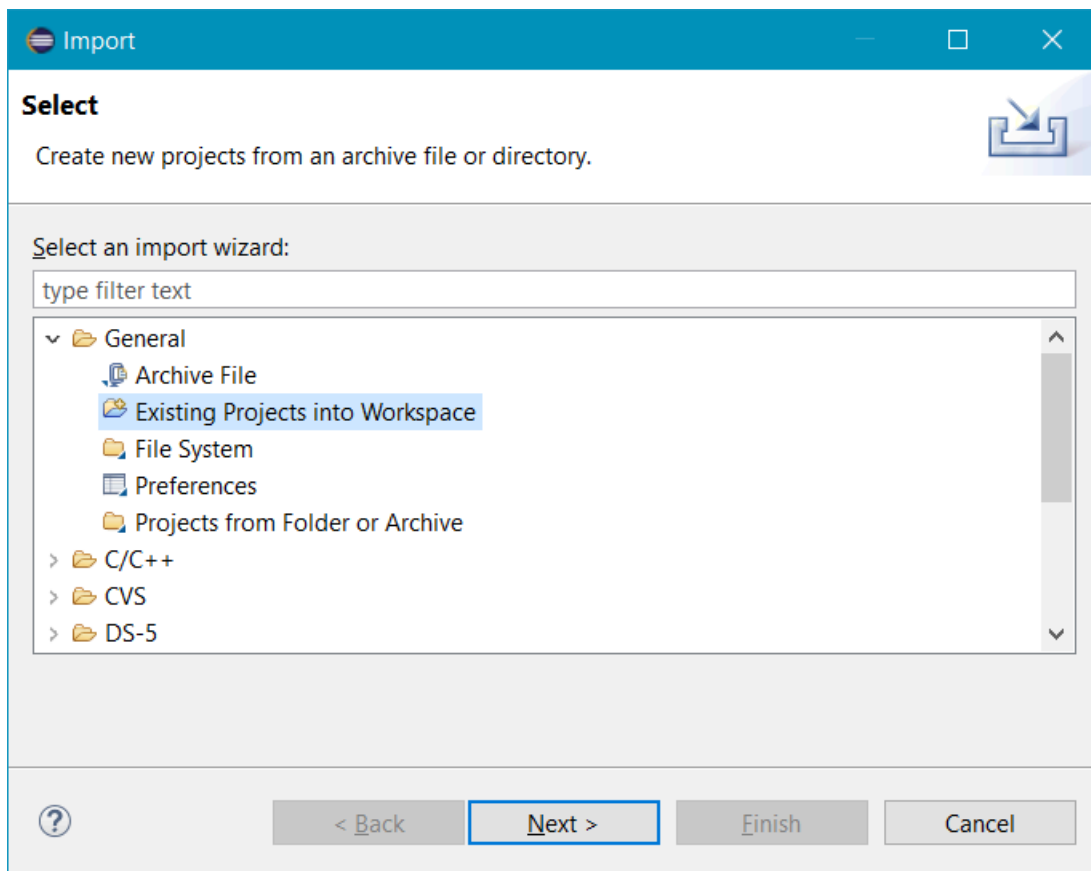 Import
Select
Create new projects from an archive file or directory.
Select an import wizard:
type filter text
General
Archive File
Existing Projects into Workspace
File System
Preferences
Projects from Folder or Archive
C/C++
CVS
DS-5
? < Back Next > Finish Cancel